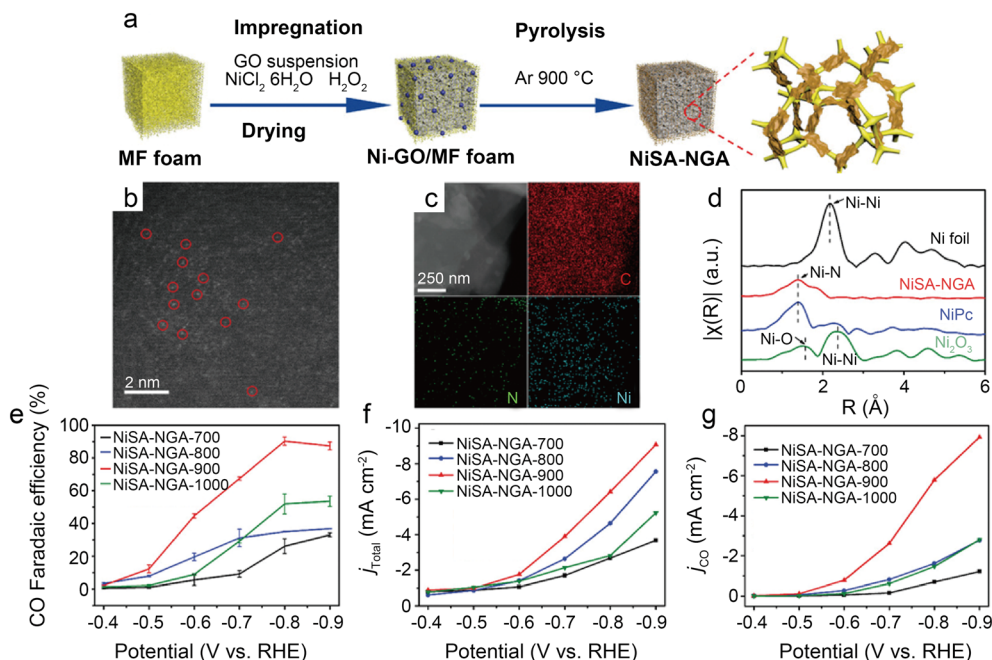 a
Impregnation
GO suspension
NiCl₂ 6H₂O H₂O₂
Drying
Pyrolysis
Ar 900 °C
MF foam
Ni-GO/MF foam
NiSA-NGA
b
2 nm
c
250 nm
C
N
Ni
d
Ni-Ni
Ni foil
Ni-N
NiSA-NGA
NiPc
Ni-O
Ni₂O₃
Ni-Ni
|χ(R)| (a.u.)
0 2 4 6
R (Å)
e
CO Faradaic efficiency (%)
100
80
60
40
20
0
NiSA-NGA-700
NiSA-NGA-800
NiSA-NGA-900
NiSA-NGA-1000
-0.4 -0.5 -0.6 -0.7 -0.8 -0.9
Potential (V vs. RHE)
f
jTotal (mA cm⁻²)
-10
-8
-6
-4
-2
0
NiSA-NGA-700
NiSA-NGA-800
NiSA-NGA-900
NiSA-NGA-1000
-0.4 -0.5 -0.6 -0.7 -0.8 -0.9
Potential (V vs. RHE)
g
jCO (mA cm⁻²)
-8
-6
-4
-2
0
NiSA-NGA-700
NiSA-NGA-800
NiSA-NGA-900
NiSA-NGA-1000
-0.4 -0.5 -0.6 -0.7 -0.8 -0.9
Potential (V vs. RHE)